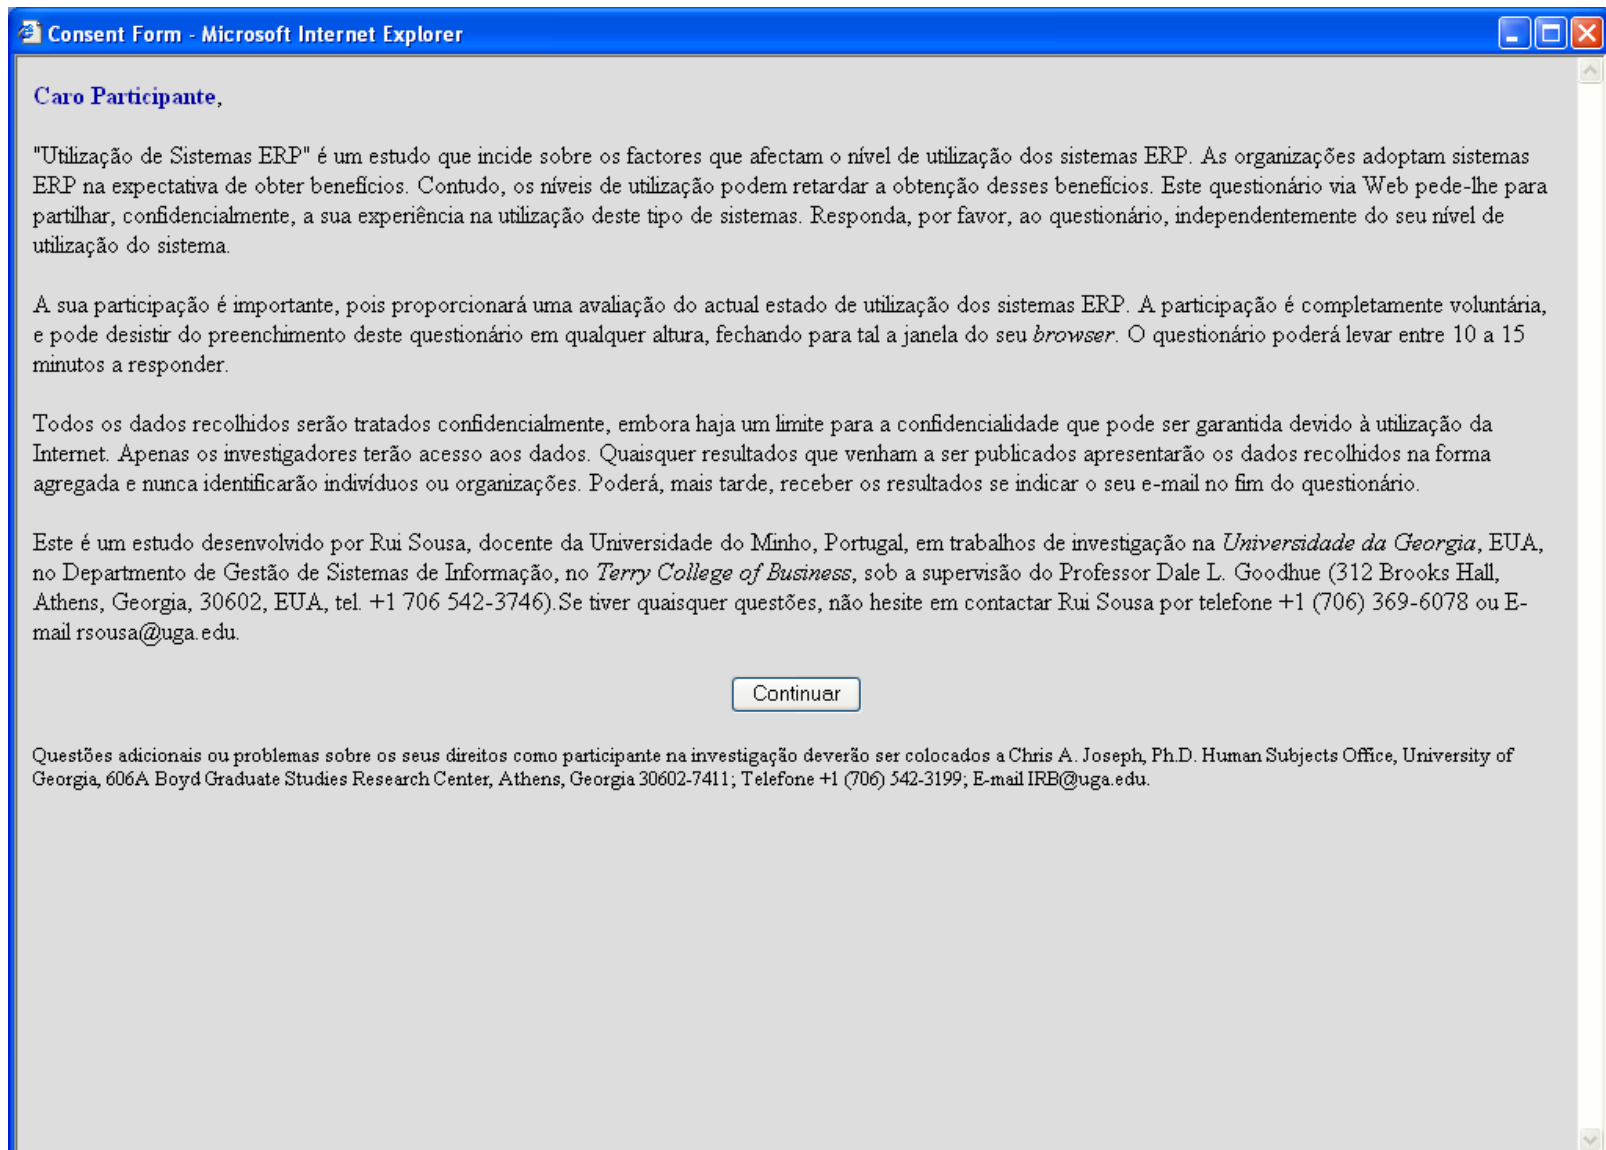 Consent Form - Microsoft Internet Explorer
Caro Participante,
"Utilização de Sistemas ERP" é um estudo que incide sobre os factores que afectam o nível de utilização dos sistemas ERP. As organizações adoptam sistemas
ERP na expectativa de obter benefícios. Contudo, os níveis de utilização podem retardar a obtenção desses benefícios. Este questionário via Web pede-lhe para
partilhar, confidencialmente, a sua experiência na utilização deste tipo de sistemas. Responda, por favor, ao questionário, independentemente do seu nível de
utilização do sistema.
A sua participação é importante, pois proporcionará uma avaliação do actual estado de utilização dos sistemas ERP. A participação é completamente voluntária,
e pode desistir do preenchimento deste questionário em qualquer altura, fechando para tal a janela do seu browser. O questionário poderá levar entre 10 a 15
minutos a responder.
Todos os dados recolhidos serão tratados confidencialmente, embora haja um limite para a confidencialidade que pode ser garantida devido à utilização da
Internet. Apenas os investigadores terão acesso aos dados. Quaisquer resultados que venham a ser publicados apresentarão os dados recolhidos na forma
agregada e nunca identificarão indivíduos ou organizações. Poderá, mais tarde, receber os resultados se indicar o seu e-mail no fim do questionário.
Este é um estudo desenvolvido por Rui Sousa, docente da Universidade do Minho, Portugal, em trabalhos de investigação na Universidade da Georgia, EUA,
no Departmento de Gestão de Sistemas de Informação, no Terry College of Business, sob a supervisão do Professor Dale L. Goodhue (312 Brooks Hall,
Athens, Georgia, 30602, EUA, tel. +1 706 542-3746).Se tiver quaisquer questões, não hesite em contactar Rui Sousa por telefone +1 (706) 369-6078 ou E-
mail rsousa@uga.edu.
Continuar
Questões adicionais ou problemas sobre os seus direitos como participante na investigação deverão ser colocados a Chris A. Joseph, Ph.D. Human Subjects Office, University of
Georgia, 606A Boyd Graduate Studies Research Center, Athens, Georgia 30602-7411; Telefone +1 (706) 542-3199; E-mail IRB@uga.edu.